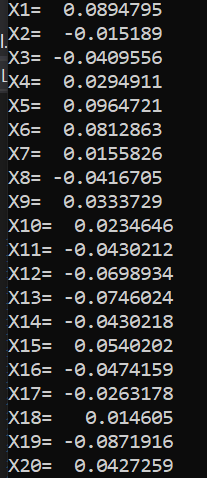 X1=  0.0894795
X2=  -0.015189
X3= -0.0409556
X4=  0.0294911
X5=  0.0964721
X6=  0.0812863
X7=  0.0155826
X8= -0.0416705
X9=  0.0333729
X10=  0.0234646
X11= -0.0430212
X12= -0.0698934
X13= -0.0746024
X14= -0.0430218
X15=  0.0540202
X16= -0.0474159
X17= -0.0263178
X18=   0.014605
X19= -0.0871916
X20=  0.0427259